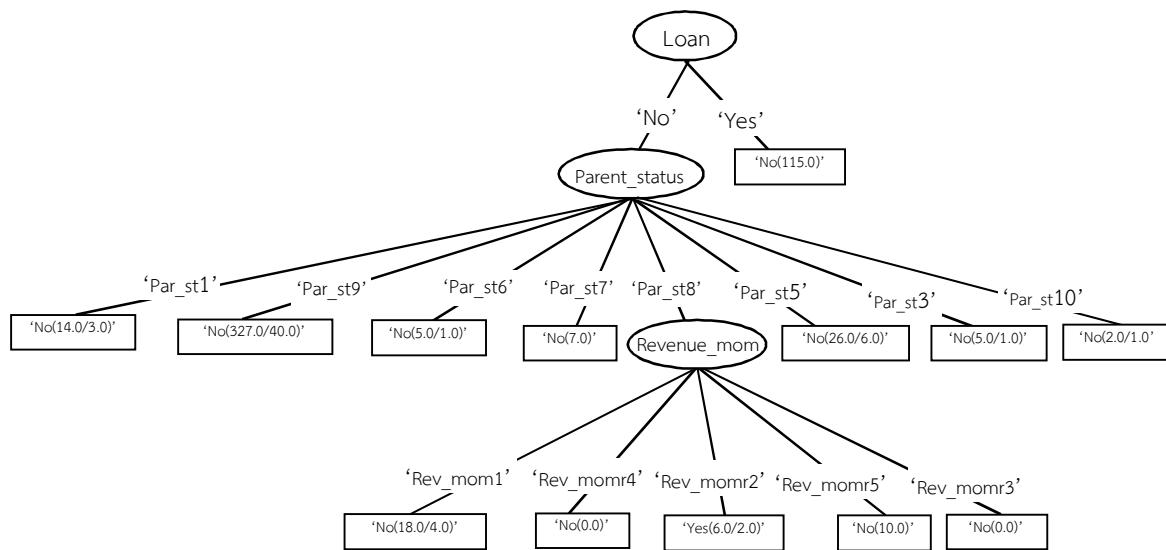 Loan
‘No’ ‘Yes’
‘No(115.0)’
Parent_status
‘Par_st1’ ‘Par_st9’ ‘Par_st6’ ‘Par_st7’ ‘Par_st8’ ‘Par_st5’ ‘Par_st3’ ‘Par_st10’
‘No(14.0/3.0)’ ‘No(327.0/40.0)’ ‘No(5.0/1.0)’ ‘No(7.0)’ ‘No(26.0/6.0)’ ‘No(5.0/1.0)’ ‘No(2.0/1.0’
Revenue_mom
‘Rev_mom1’ ‘Rev_momr4’ ‘Rev_momr2’ ‘Rev_momr5’ ‘Rev_momr3’
‘No(18.0/4.0)’ ‘No(0.0)’ ‘Yes(6.0/2.0)’ ‘No(10.0)’ ‘No(0.0)’